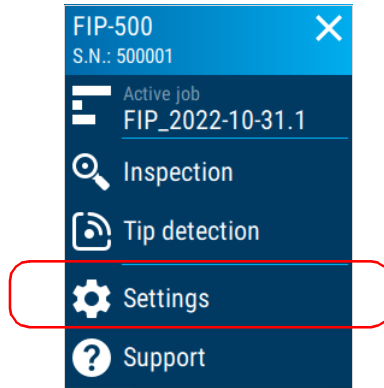 FIP-500
S.N.: 500001
Active job
FIP_2022-10-31.1
Inspection
Tip detection
Settings
Support